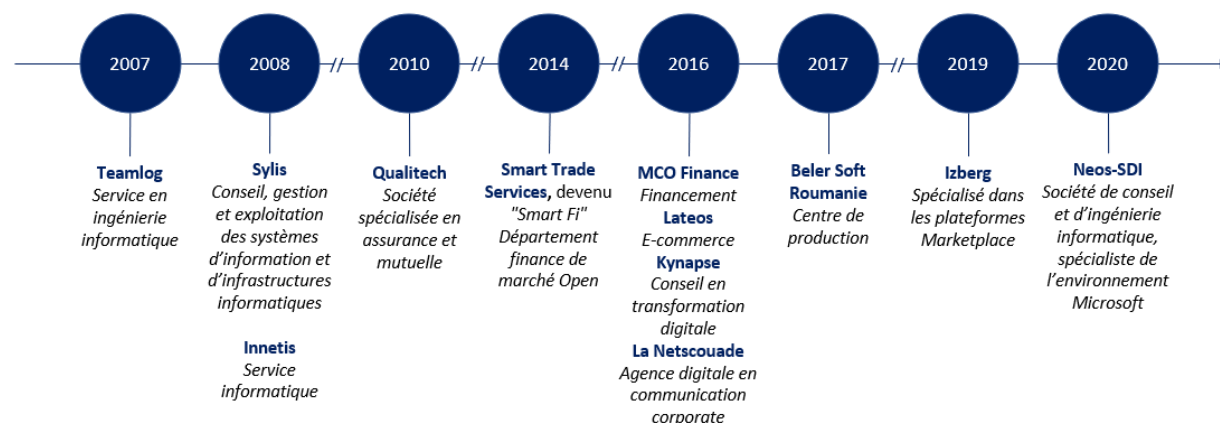 2007
2008
2010
2014
2016
2017
2019
2020
Teamlog
Service en
ingénierie
informatique
Sylis
Conseil, gestion
et exploitation
des systèmes
d'information et
d'infrastructures
informatiques
Innetis
Service
informatique
Qualitech
Société
spécialisée en
assurance et
mutuelle
Smart Trade
Services, devenu
"Smart Fi"
Département
finance de
marché Open
MCO Finance
Financement
Lateos
E-commerce
Kynapse
Conseil en
transformation
digitale
La Netscouade
Agence digitale en
communication
corporate
Beler Soft
Roumanie
Centre de
production
Izberg
Spécialisé dans
les plateformes
Marketplace
Neos-SDI
Société de conseil
et d'ingénierie
informatique,
spécialiste de
l'environnement
Microsoft